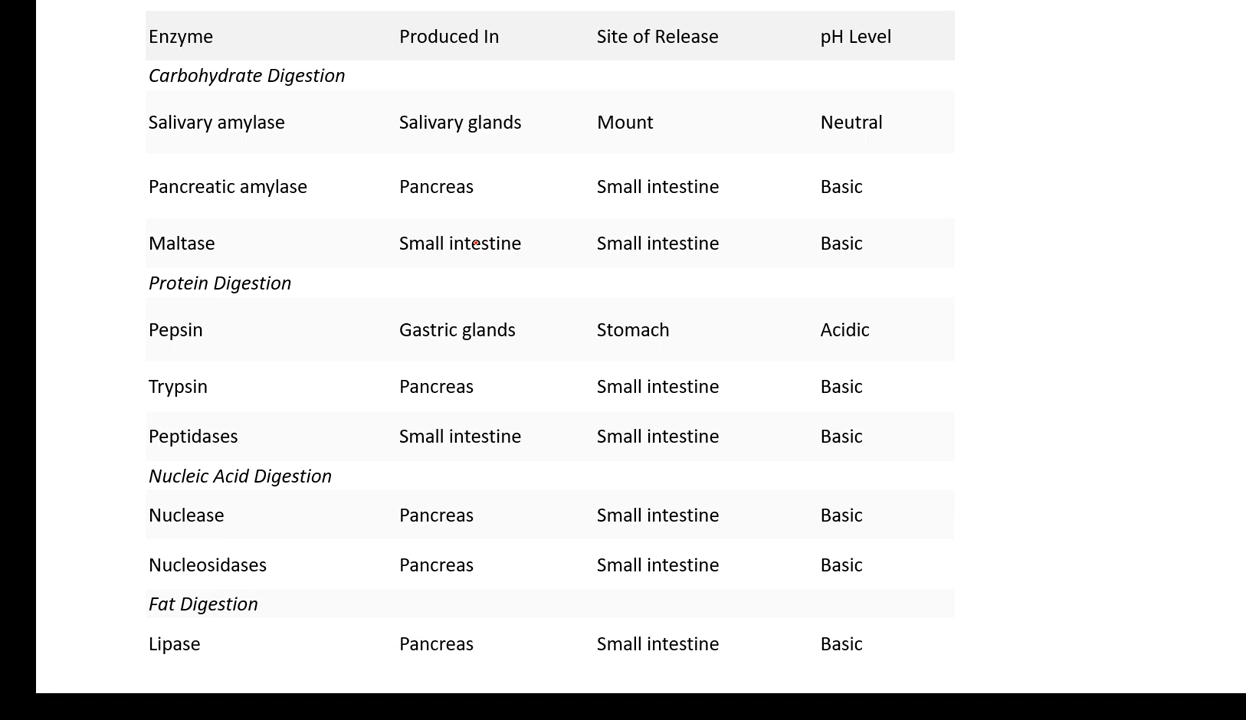 Enzyme Produced In Site of Release pH Level
Carbohydrate Digestion
Salivary amylase Salivary glands Mount Neutral
Pancreatic amylase Pancreas Small intestine Basic
Maltase Small intestine Small intestine Basic
Protein Digestion
Pepsin Gastric glands Stomach Acidic
Trypsin Pancreas Small intestine Basic
Peptidases Small intestine Small intestine Basic
Nucleic Acid Digestion
Nuclease Pancreas Small intestine Basic
Nucleosidases Pancreas Small intestine Basic
Fat Digestion
Lipase Pancreas Small intestine Basic